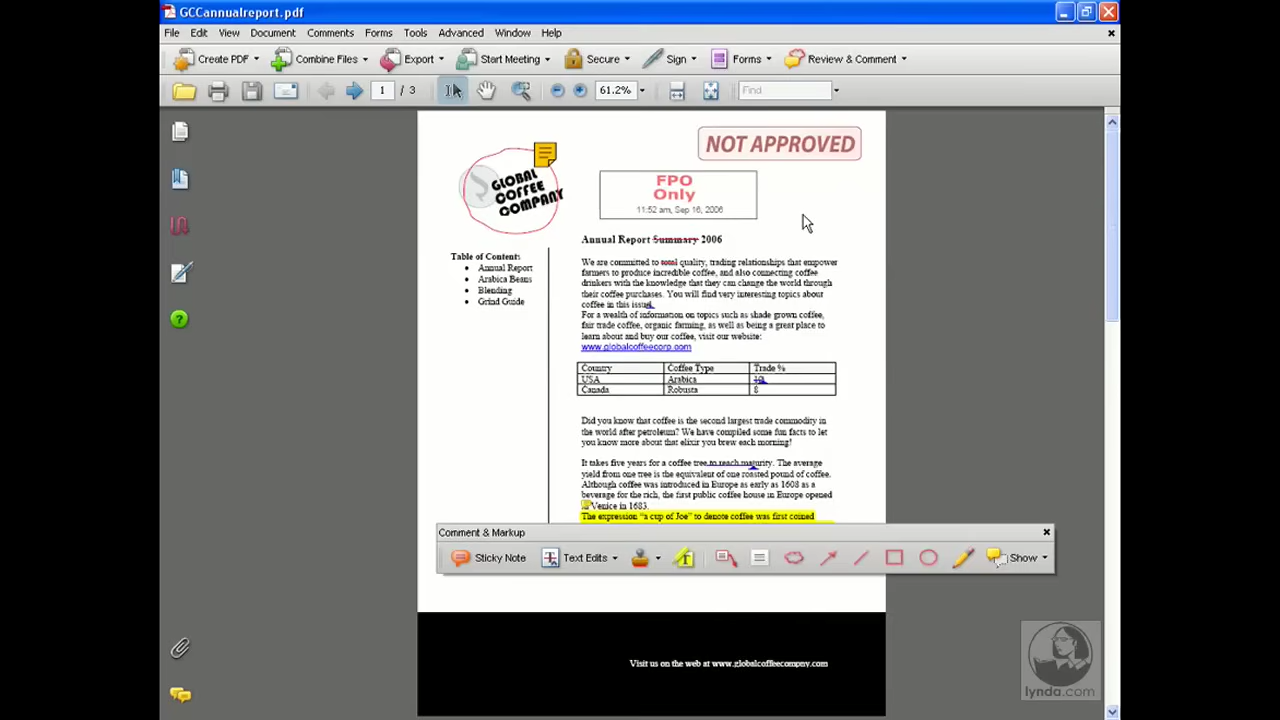 GCCannualreport.pdf
File Edit View Document Comments Forms Tools Advanced Window Help
Create PDF Combine Files Export Start Meeting Secure Sign Forms Review & Comment
1 / 3 61.2% Find
NOT APPROVED
GLOBAL
COFFEE
COMPANY
FPO
Only
11:52 am, Sep 16, 2006
Annual Report Summary 2006
Table of Contents
Annual Report
Arabica Beans
Blending
Grind Guide
We are committed to total quality, trading relationships that empower
farmers to produce incredible coffee, and also connecting coffee
drinkers with the knowledge that they can change the world through
their coffee purchases. You will find very interesting topics about
coffee in this issue
For a wealth of information on topics such as shade grown coffee,
fair trade coffee, organic farming, as well as being a great place to
learn about and buy our coffee, visit our website:
www.globalcoffeecorp.com
Country Coffee Type Trade %
USA Arabica
Canada Robusta 8
Did you know that coffee is the second largest trade commodity in
the world after petroleum? We have compiled some fun facts to let
you know more about that elixir you brew each morning!
It takes five years for a coffee tree to reach maturity. The average
yield from one tree is the equivalent of one roasted pound of coffee.
Although coffee was introduced in Europe as early as 1608 as a
beverage for the rich, the first public coffee house in Europe opened
Venice in 1683.
The expression "a cup of Joe" to denote coffee was first coined
Comment & Markup
Sticky Note Text Edits Show
Visit us on the web at www.globalcoffeecompny.com
lynda.com